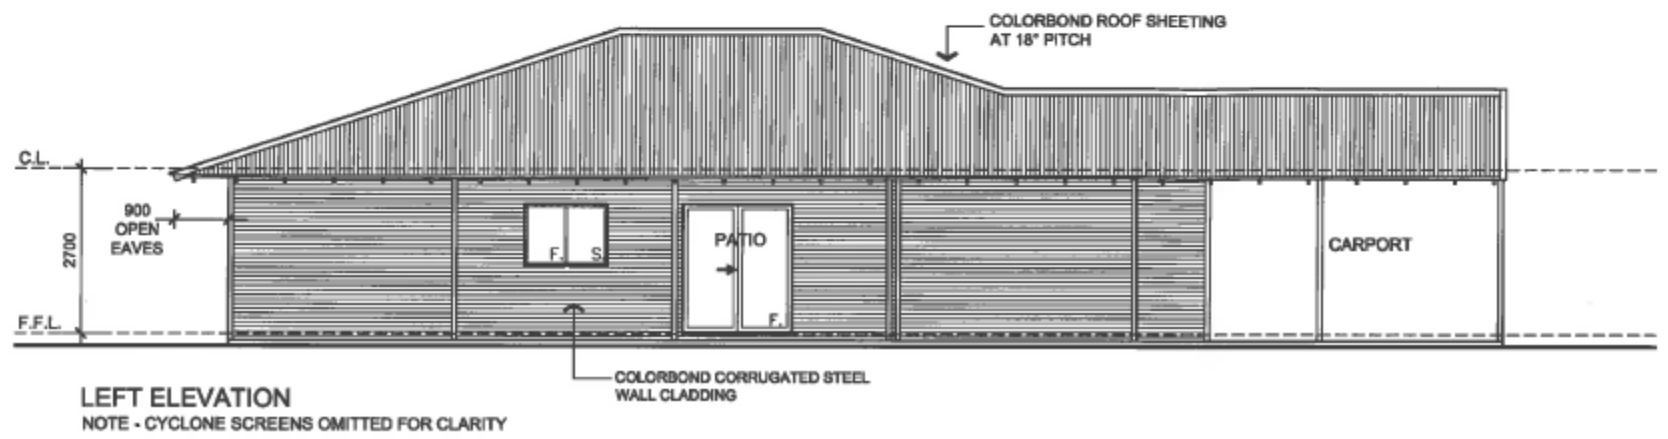 COLORBOND ROOF SHEETING
AT 18° PITCH
C.L.
900
OPEN
EAVES
2700
PATIO
F. S.
CARPORT
F.
F.F.L.
COLORBOND CORRUGATED STEEL
WALL CLADDING
LEFT ELEVATION
NOTE - CYCLONE SCREENS OMITTED FOR CLARITY